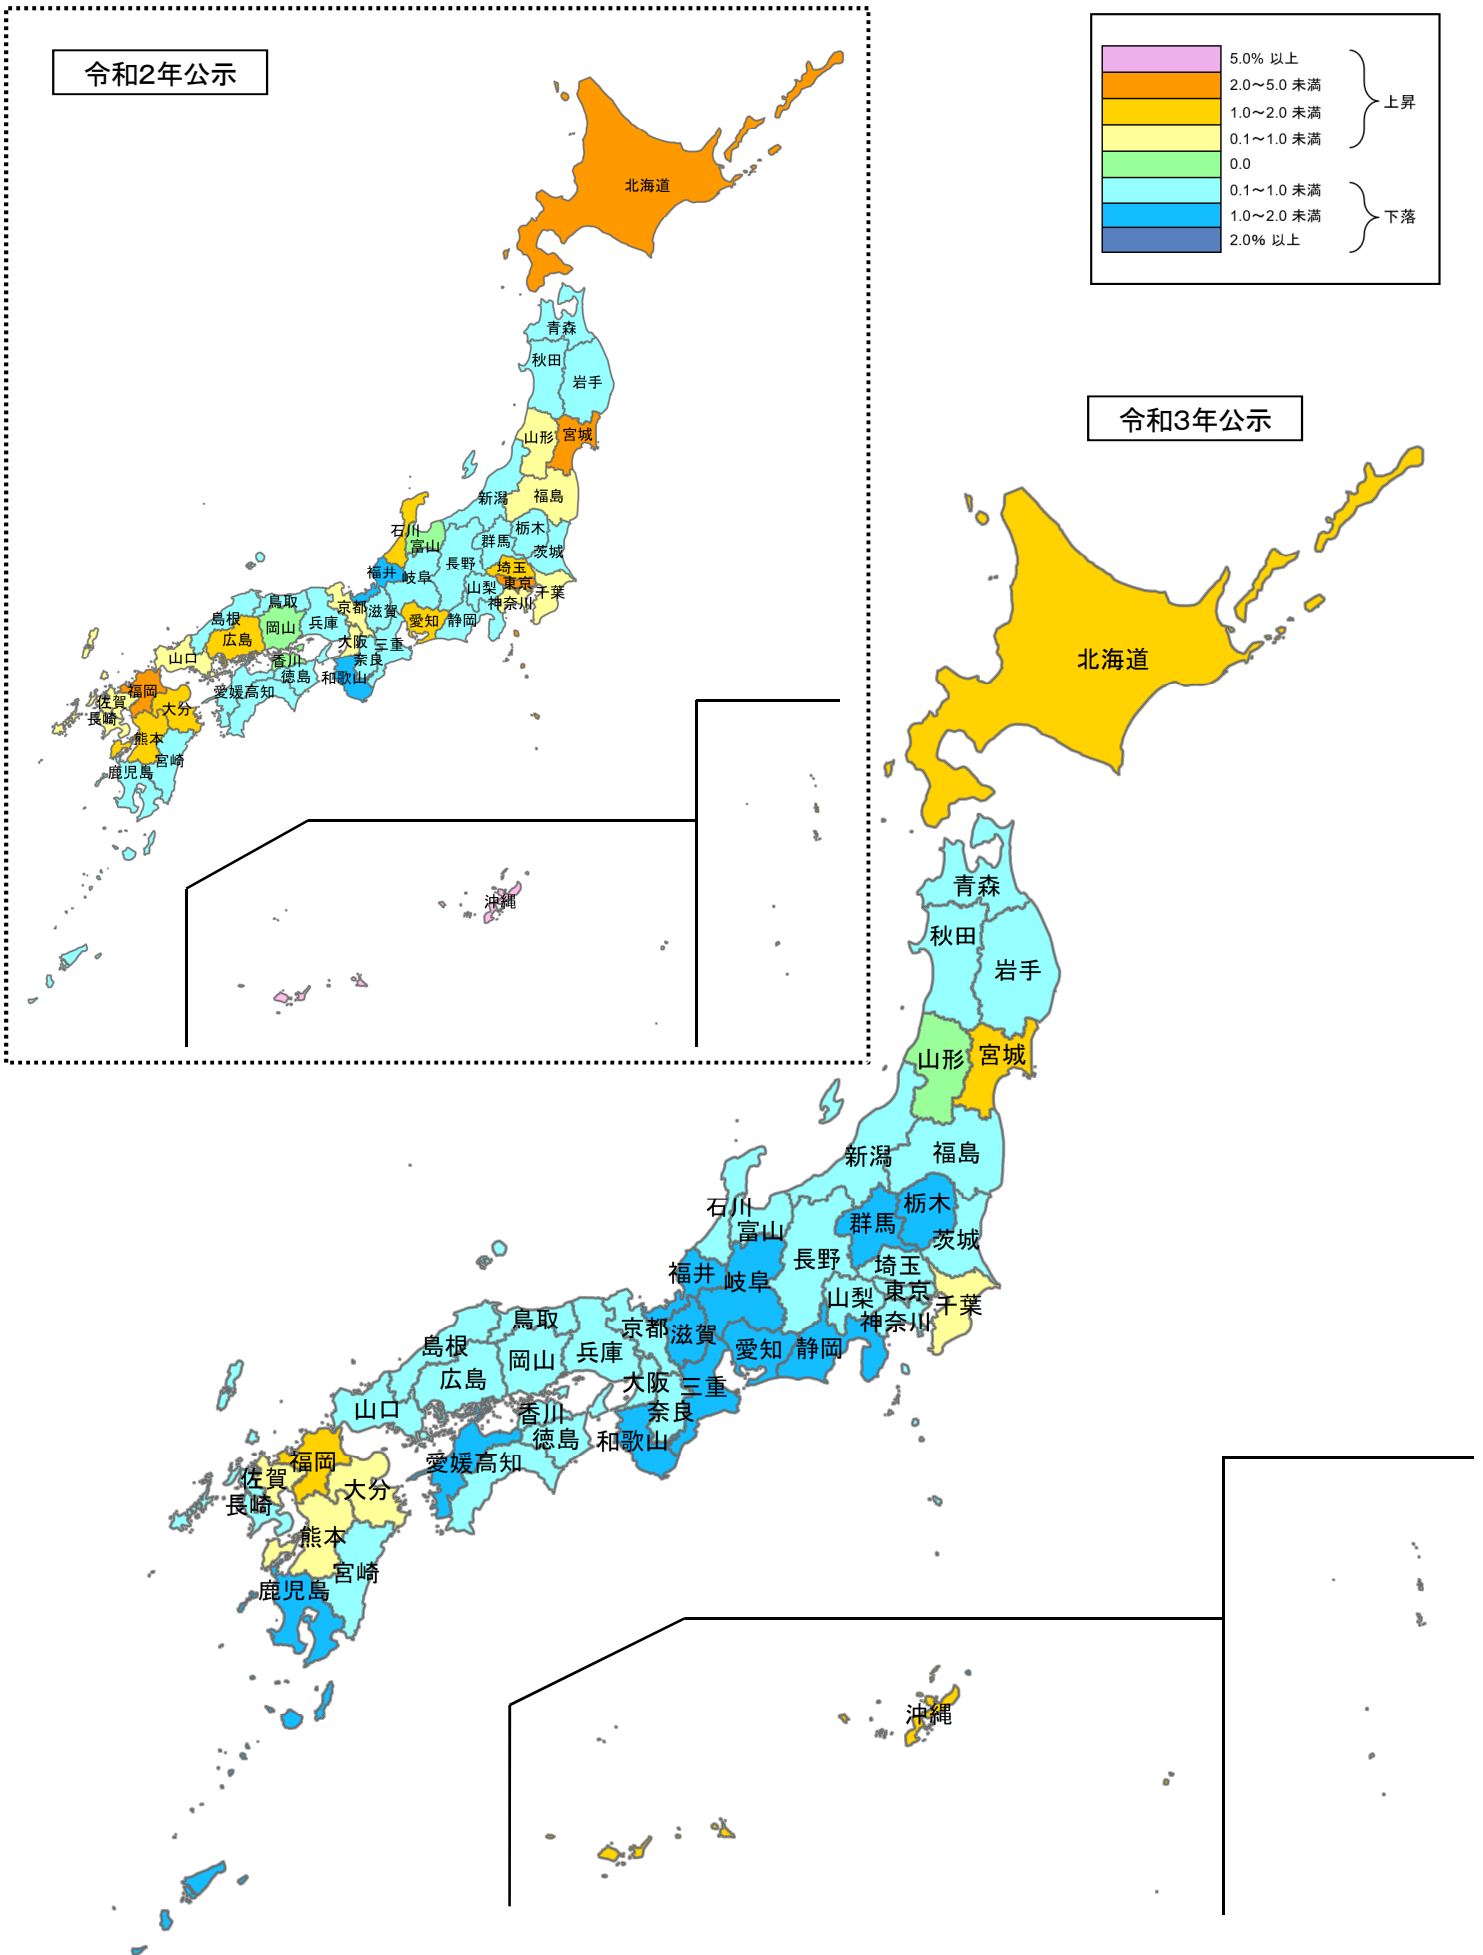 令和2年公示
5.0% 以上
2.0～5.0 未満
1.0～2.0 未満
0.1～1.0 未満
上昇
0.0
0.1～1.0 未満
1.0～2.0 未満
2.0% 以上
下落
北海道
青森
秋田
岩手
山形
宮城
新潟
福島
石川
富山
栃木
群馬
茨城
長野
埼玉
福井
岐阜
東京
山梨
千葉
神奈川
鳥取
京都
滋賀
島根
兵庫
愛知
静岡
岡山
広島
大阪
三重
山口
香川
奈良
徳島
和歌山
福岡
愛媛
高知
佐賀
大分
長崎
熊本
宮崎
鹿児島
沖縄
令和3年公示
北海道
青森
秋田
岩手
山形
宮城
新潟
福島
石川
富山
栃木
群馬
茨城
長野
埼玉
福井
岐阜
東京
山梨
千葉
神奈川
鳥取
京都
滋賀
島根
兵庫
愛知
静岡
岡山
広島
大阪
三重
山口
香川
奈良
徳島
和歌山
福岡
愛媛
高知
佐賀
大分
長崎
熊本
宮崎
鹿児島
沖縄